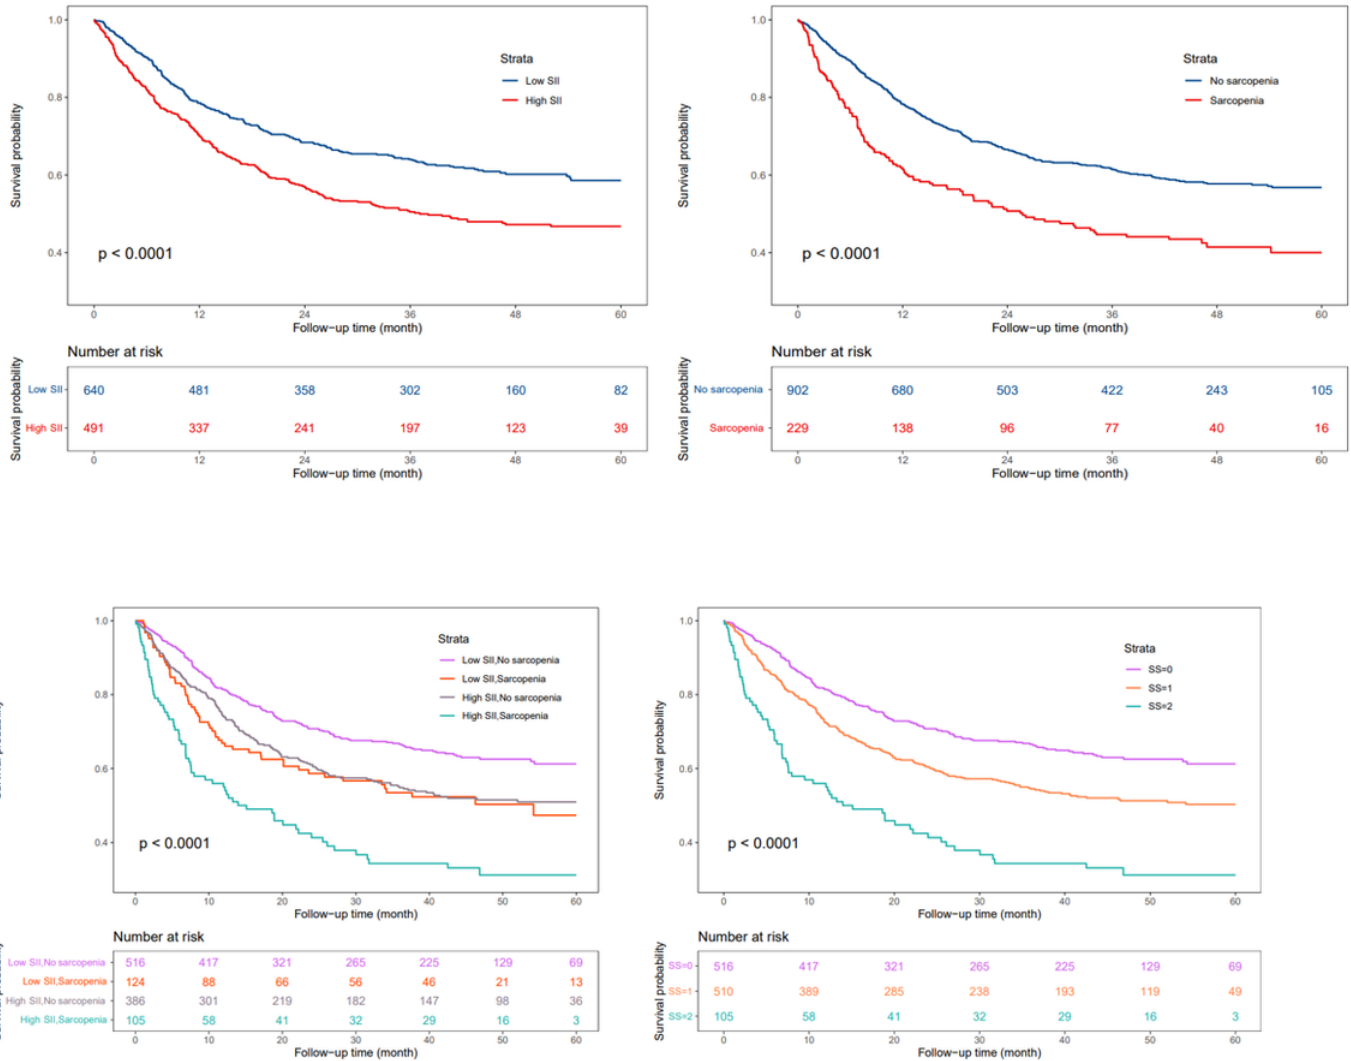 1.0
0.8
0.6
0.4
Survival probability
Strata
Low SII
High SII
p < 0.0001
0 12 24 36 48 60
Follow-up time (month)
Number at risk
Survival probability
Low SII 640 481 358 302 160 82
High SII 491 337 241 197 123 39
0 12 24 36 48 60
Follow-up time (month)
1.0
0.8
0.6
0.4
Survival probability
Strata
No sarcopenia
Sarcopenia
p < 0.0001
0 12 24 36 48 60
Follow-up time (month)
Number at risk
Survival probability
No sarcopenia 902 680 503 422 243 105
Sarcopenia 229 138 96 77 40 16
0 12 24 36 48 60
Follow-up time (month)
1.0
0.8
0.6
0.4
Strata
Low SII,No sarcopenia
Low SII,Sarcopenia
High SII,No sarcopenia
High SII,Sarcopenia
p < 0.0001
0 10 20 30 40 50 60
Follow-up time (month)
Number at risk
Low SII,No sarcopenia 516 417 321 265 225 129 69
Low SII,Sarcopenia 124 88 66 56 46 21 13
High SII,No sarcopenia 386 301 219 182 147 98 36
High SII,Sarcopenia 105 58 41 32 29 16 3
0 10 20 30 40 50 60
Follow-up time (month)
1.0
0.8
0.6
0.4
Survival probability
Strata
SS=0
SS=1
SS=2
p < 0.0001
0 10 20 30 40 50 60
Follow-up time (month)
Number at risk
Survival probability
SS=0 516 417 321 265 225 129 69
SS=1 510 389 285 238 193 119 49
SS=2 105 58 41 32 29 16 3
0 10 20 30 40 50 60
Follow-up time (month)